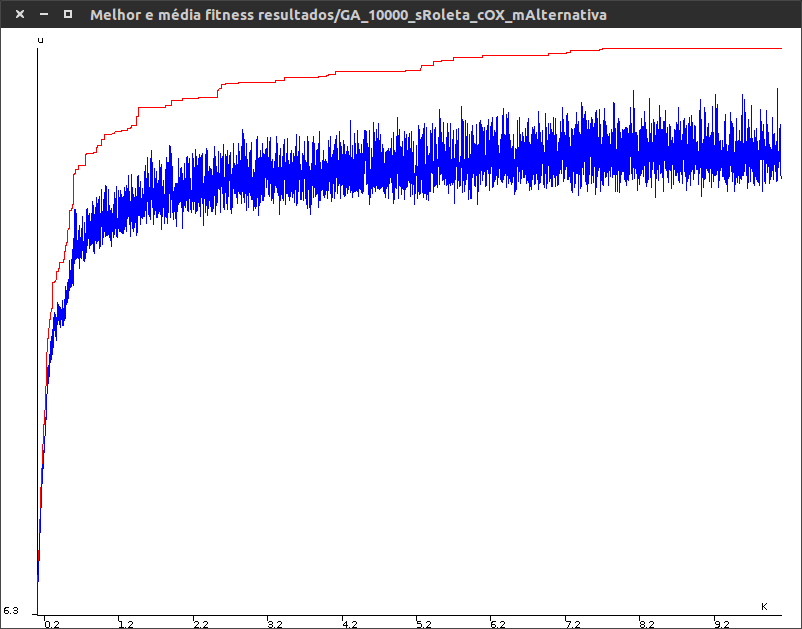 Melhor e média fitness resultados/GA_10000_sRoleta_cOX_mAlternativa
u
6.3
K
0.2 1.2 2.2 3.2 4.2 5.2 6.2 7.2 8.2 9.2